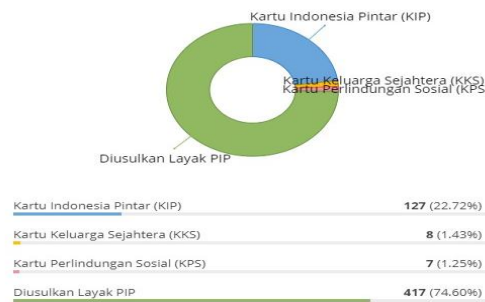 Kartu Indonesia Pintar (KIP)
Kartu Keluarga Sejahtera (KKS)
Kartu Perlindungan Sosial (KPS
Diusulkan Layak PIP
Kartu Indonesia Pintar (KIP) 127 (22.72%)
Kartu Keluarga Sejahtera (KKS) 8 (1.43%)
Kartu Perlindungan Sosial (KPS) 7 (1.25%)
Diusulkan Layak PIP 417 (74.60%)